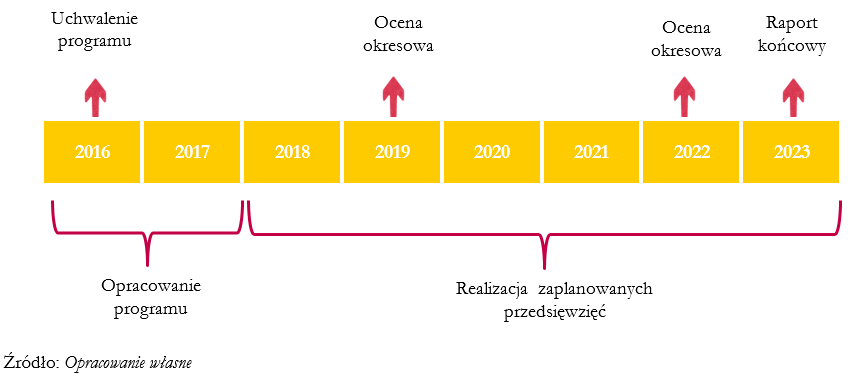 Uchwalenie
programu
Ocena
okresowa
Ocena
okresowa
Raport
końcowy
2016 2017 2018 2019 2020 2021 2022 2023
Opracowanie
programu
Realizacja zaplanowanych
przedsięwzięć
Źródło: Opracowanie własne